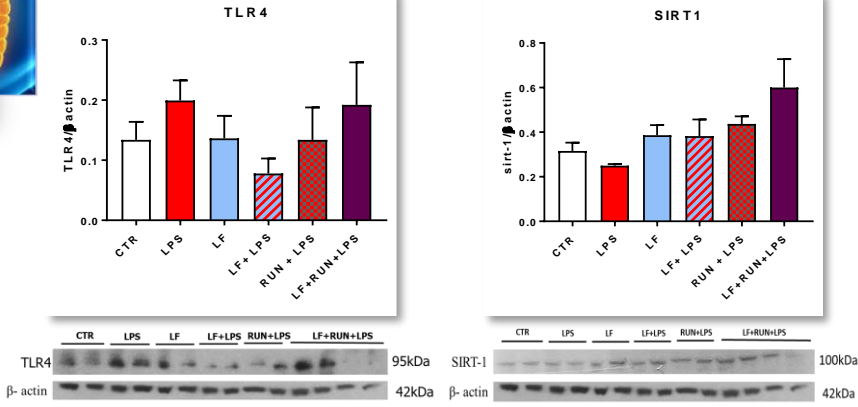 TLR4
0.3
0.2
0.1
0.0
TLR4/βactin
CTR
LPS
LF
LF+ LPS
RUN + LPS
LF+RUN+LPS
SIRT1
0.8
0.6
0.4
0.2
0.0
sirt-1/βactin
CTR
LPS
LF
LF+ LPS
RUN + LPS
LF+RUN+LPS
CTR LPS LF LF+LPS RUN+LPS LF+RUN+LPS
TLR4 95kDa
β- actin 42kDa
CTR LPS LF LF+LPS RUN+LPS LF+RUN+LPS
SIRT-1 100kDa
β- actin 42kDa